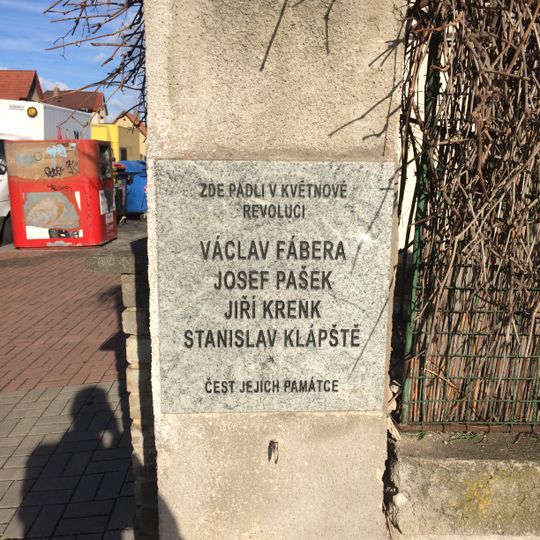 ZDE PADLI V KVĚTNOVÉ
REVOLUCI
VÁCLAV FÁBERA
JOSEF PAŠEK
JIŘÍ KRENK
STANISLAV KLÁPŠTĚ
ČEST JEJICH PAMÁTCE